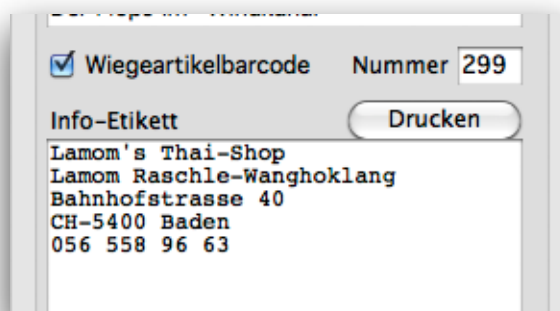 Wiegeartikelbarcode Nummer 299
Info-Etikett Drucken
Lamom's Thai-Shop
Lamom Raschle-Wanghoklang
Bahnhofstrasse 40
CH-5400 Baden
056 558 96 63